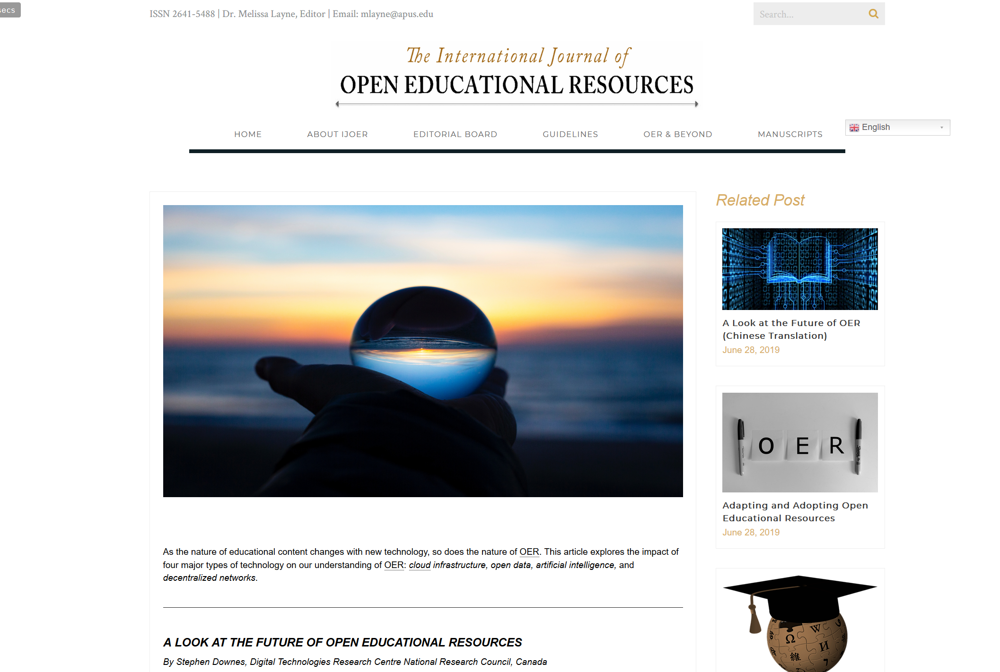 secs
ISSN 2641-5488 | Dr. Melissa Layne, Editor | Email: mlayne@apus.edu
Search...
The International Journal of
OPEN EDUCATIONAL RESOURCES
HOME ABOUT IJOER EDITORIAL BOARD GUIDELINES OER & BEYOND MANUSCRIPTS
English
Related Post
A Look at the Future of OER
(Chinese Translation)
June 28, 2019
O E R
Adapting and Adopting Open
Educational Resources
June 28, 2019
As the nature of educational content changes with new technology, so does the nature of OER. This article explores the impact of
four major types of technology on our understanding of OER: cloud infrastructure, open data, artificial intelligence, and
decentralized networks.
A LOOK AT THE FUTURE OF OPEN EDUCATIONAL RESOURCES
By Stephen Downes, Digital Technologies Research Centre National Research Council, Canada
W
Ω
И
維